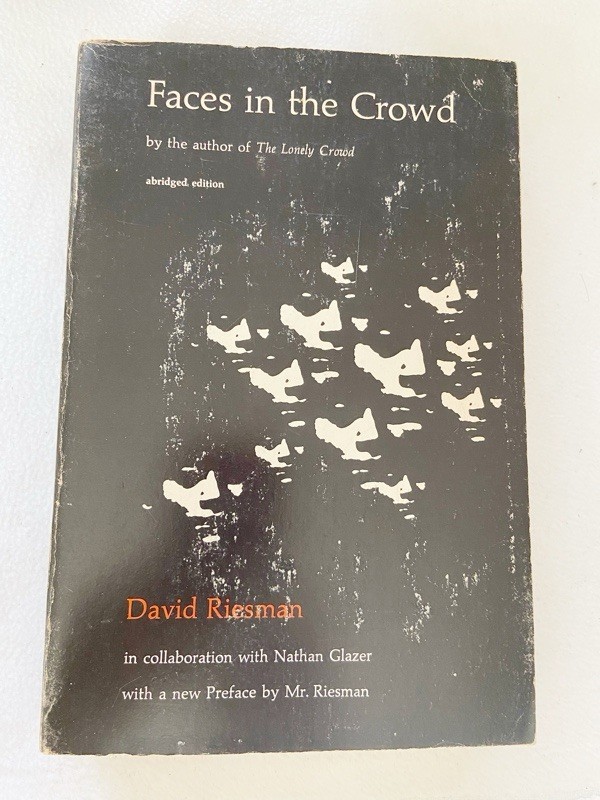 Faces in the Crowd
by the author of The Lonely Crowd
abridged edition
David Riesman
in collaboration with Nathan Glazer
with a new Preface by Mr. Riesman